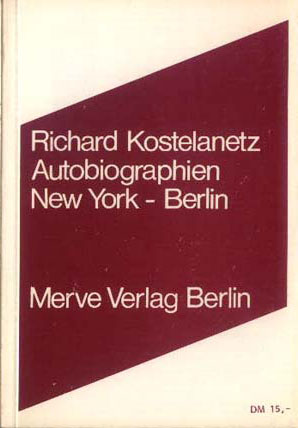 Richard Kostelanetz
Autobiographien
New York - Berlin
Merve Verlag Berlin
DM 15,-